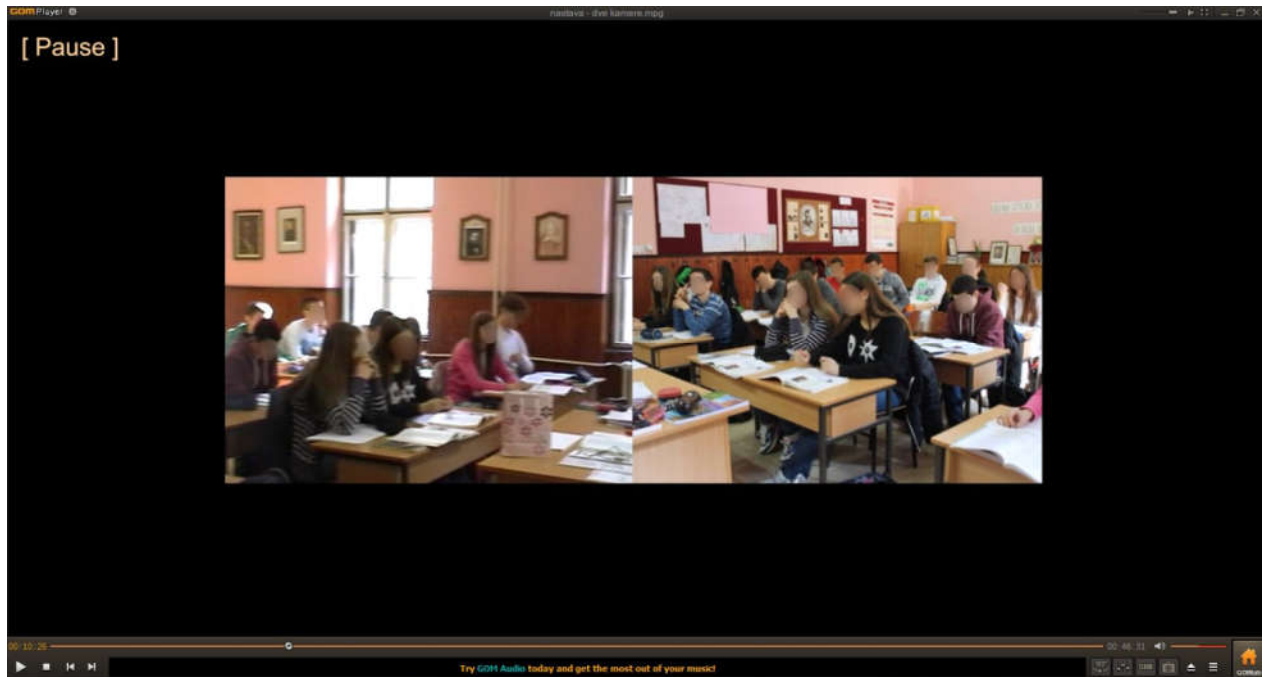 GOM Player
nastava - dve kamere.mpg
[ Pause ]
00:10:26
00:46:31
Try GOM Audio today and get the most out of your music!